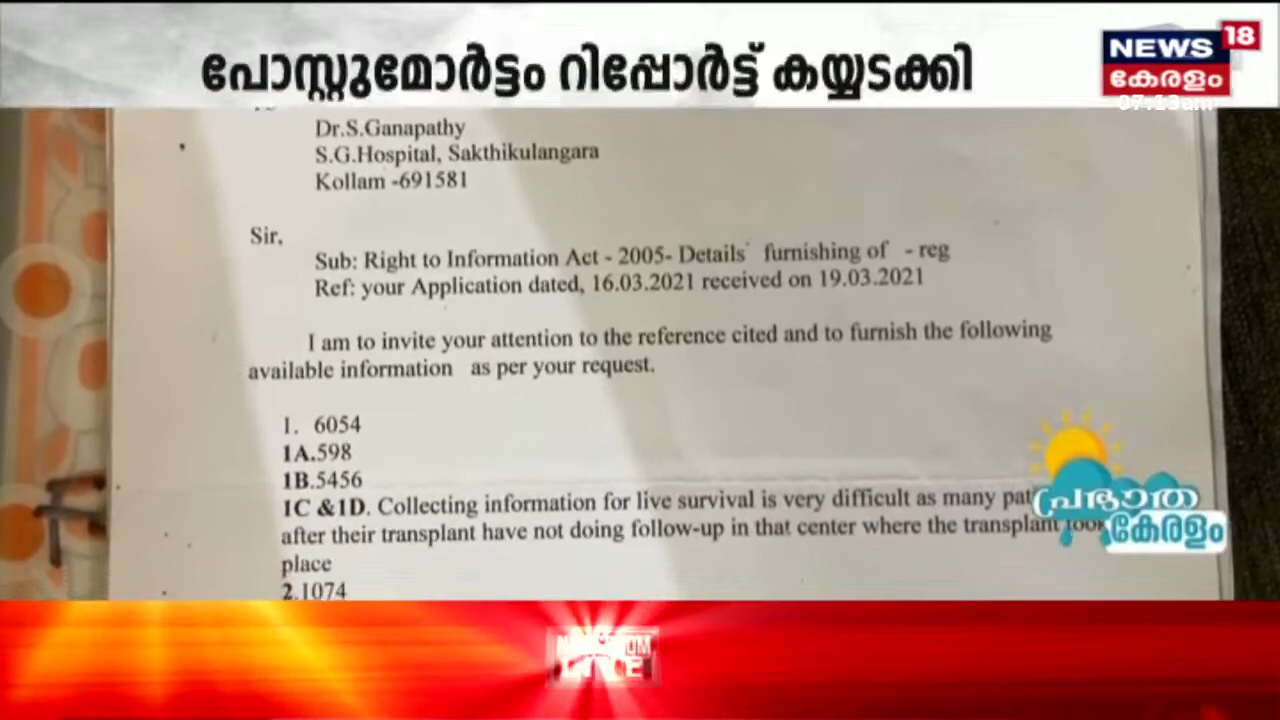 പോസ്റ്റുമോർട്ടം റിപ്പോർട്ട് കയ്യടക്കി
NEWS 18
കേരളം
07:13am
Dr.S.Ganapathy
S.G.Hospital, Sakthikulangara
Kollam -691581
Sir,
Sub: Right to Information Act - 2005- Details furnishing of - reg
Ref: your Application dated, 16.03.2021 received on 19.03.2021
I am to invite your attention to the reference cited and to furnish the following
available information as per your request.
1. 6054
1A.598
1B.5456
1C &1D. Collecting information for live survival is very difficult as many
after their transplant have not doing follow-up in that center where the transplant
place
2.1074
പ്രഭാത
കേരളം
LIVE